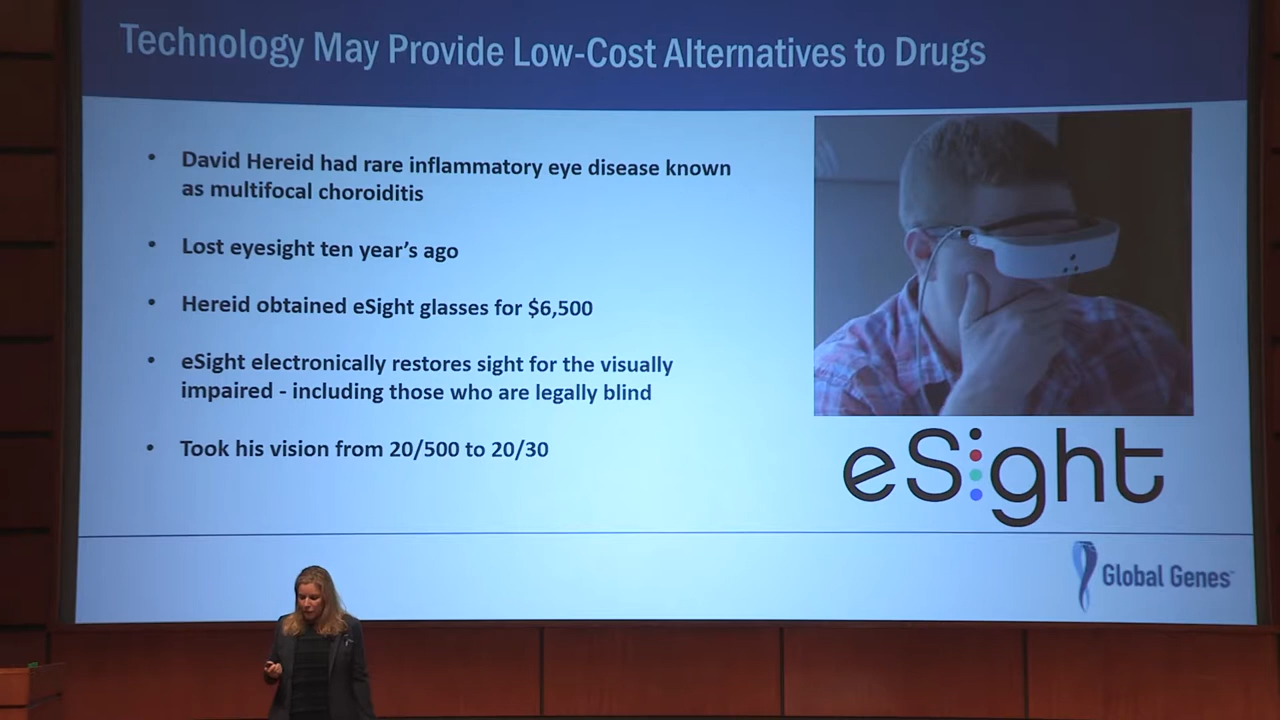 Technology May Provide Low-Cost Alternatives to Drugs
• David Hereid had rare inflammatory eye disease known
as multifocal choroiditis
• Lost eyesight ten year’s ago
• Hereid obtained eSight glasses for $6,500
• eSight electronically restores sight for the visually
impaired - including those who are legally blind
• Took his vision from 20/500 to 20/30
eSight
Global Genes™